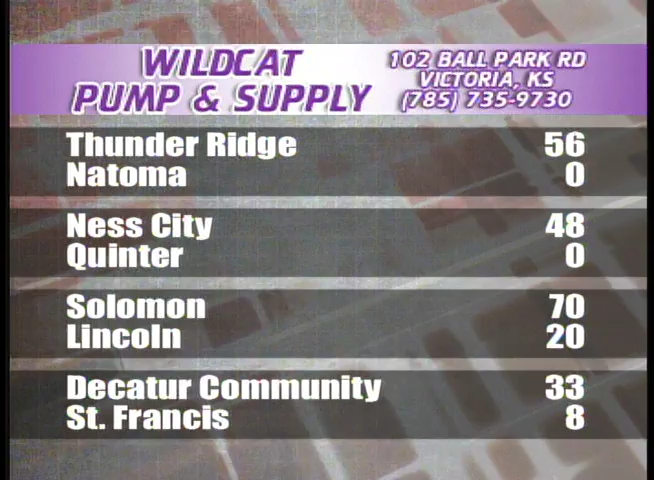 WILDCAT
PUMP & SUPPLY
102 BALL PARK RD
VICTORIA, KS
(785) 735-9730
Thunder Ridge 56
Natoma 0
Ness City 48
Quinter 0
Solomon 70
Lincoln 20
Decatur Community 33
St. Francis 8